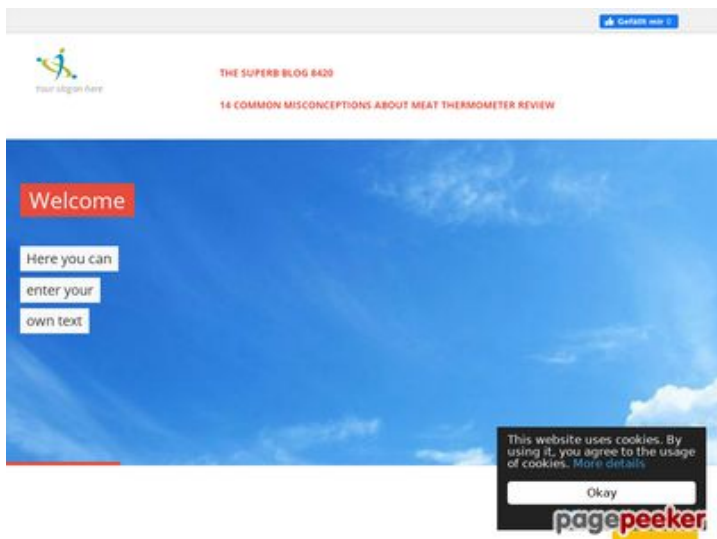 Gefällt mir 0
Your slogan here
THE SUPERB BLOG 8420
14 COMMON MISCONCEPTIONS ABOUT MEAT THERMOMETER REVIEW
Welcome
Here you can
enter your
own text
This website uses cookies. By
using it, you agree to the usage
of cookies. More details
Okay
pagepeeker